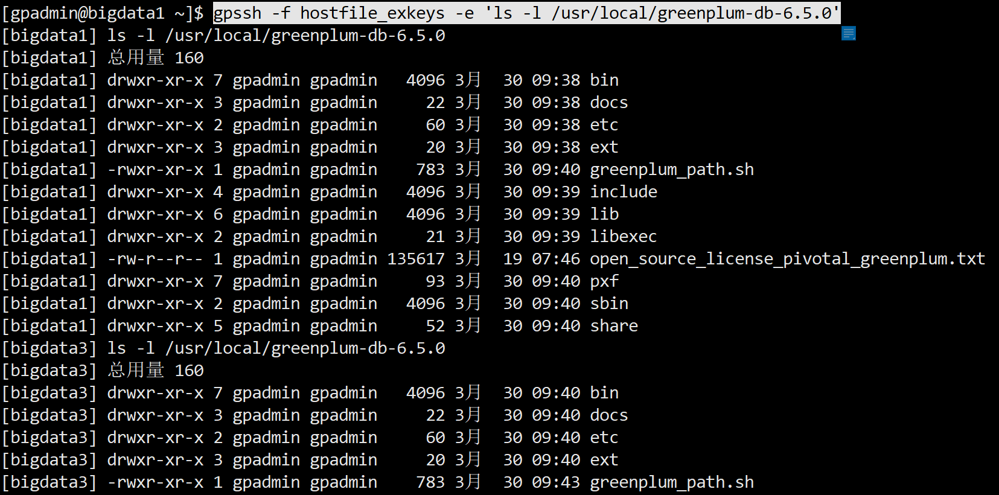 [gpadmin@bigdata1 ~]$ gpssh -f hostfile_exkeys -e 'ls -l /usr/local/greenplum-db-6.5.0'
[bigdata1] ls -l /usr/local/greenplum-db-6.5.0
[bigdata1] 总用量 160
[bigdata1] drwxr-xr-x 7 gpadmin gpadmin   4096 3月  30 09:38 bin
[bigdata1] drwxr-xr-x 3 gpadmin gpadmin     22 3月  30 09:38 docs
[bigdata1] drwxr-xr-x 2 gpadmin gpadmin     60 3月  30 09:38 etc
[bigdata1] drwxr-xr-x 3 gpadmin gpadmin     20 3月  30 09:38 ext
[bigdata1] -rwxr-xr-x 1 gpadmin gpadmin    783 3月  30 09:40 greenplum_path.sh
[bigdata1] drwxr-xr-x 4 gpadmin gpadmin   4096 3月  30 09:39 include
[bigdata1] drwxr-xr-x 6 gpadmin gpadmin   4096 3月  30 09:39 lib
[bigdata1] drwxr-xr-x 2 gpadmin gpadmin     21 3月  30 09:39 libexec
[bigdata1] -rw-r--r-- 1 gpadmin gpadmin 135617 3月  19 07:46 open_source_license_pivotal_greenplum.txt
[bigdata1] drwxr-xr-x 7 gpadmin gpadmin     93 3月  30 09:40 pxf
[bigdata1] drwxr-xr-x 2 gpadmin gpadmin   4096 3月  30 09:40 sbin
[bigdata1] drwxr-xr-x 5 gpadmin gpadmin     52 3月  30 09:40 share
[bigdata3] ls -l /usr/local/greenplum-db-6.5.0
[bigdata3] 总用量 160
[bigdata3] drwxr-xr-x 7 gpadmin gpadmin   4096 3月  30 09:40 bin
[bigdata3] drwxr-xr-x 3 gpadmin gpadmin     22 3月  30 09:40 docs
[bigdata3] drwxr-xr-x 2 gpadmin gpadmin     60 3月  30 09:40 etc
[bigdata3] drwxr-xr-x 3 gpadmin gpadmin     20 3月  30 09:40 ext
[bigdata3] -rwxr-xr-x 1 gpadmin gpadmin    783 3月  30 09:43 greenplum_path.sh